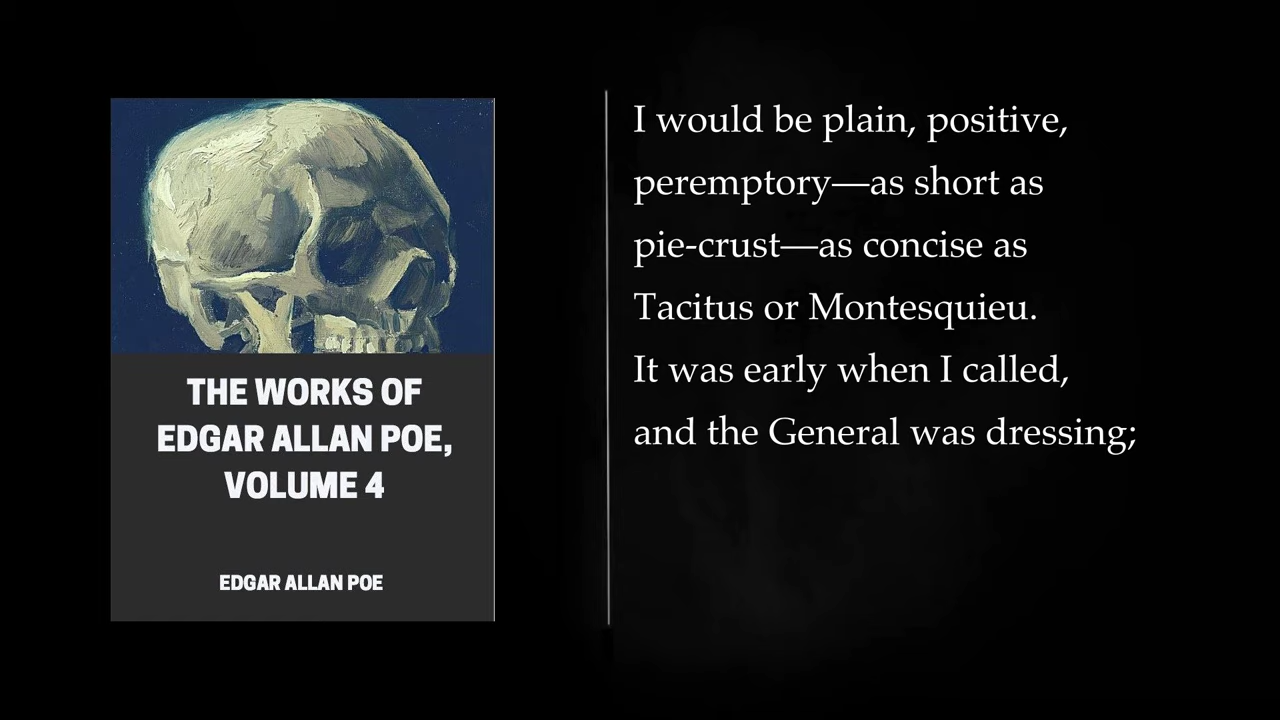 THE WORKS OF
EDGAR ALLAN POE,
VOLUME 4
EDGAR ALLAN POE
I would be plain, positive,
peremptory—as short as
pie-crust—as concise as
Tacitus or Montesquieu.
It was early when I called,
and the General was dressing;